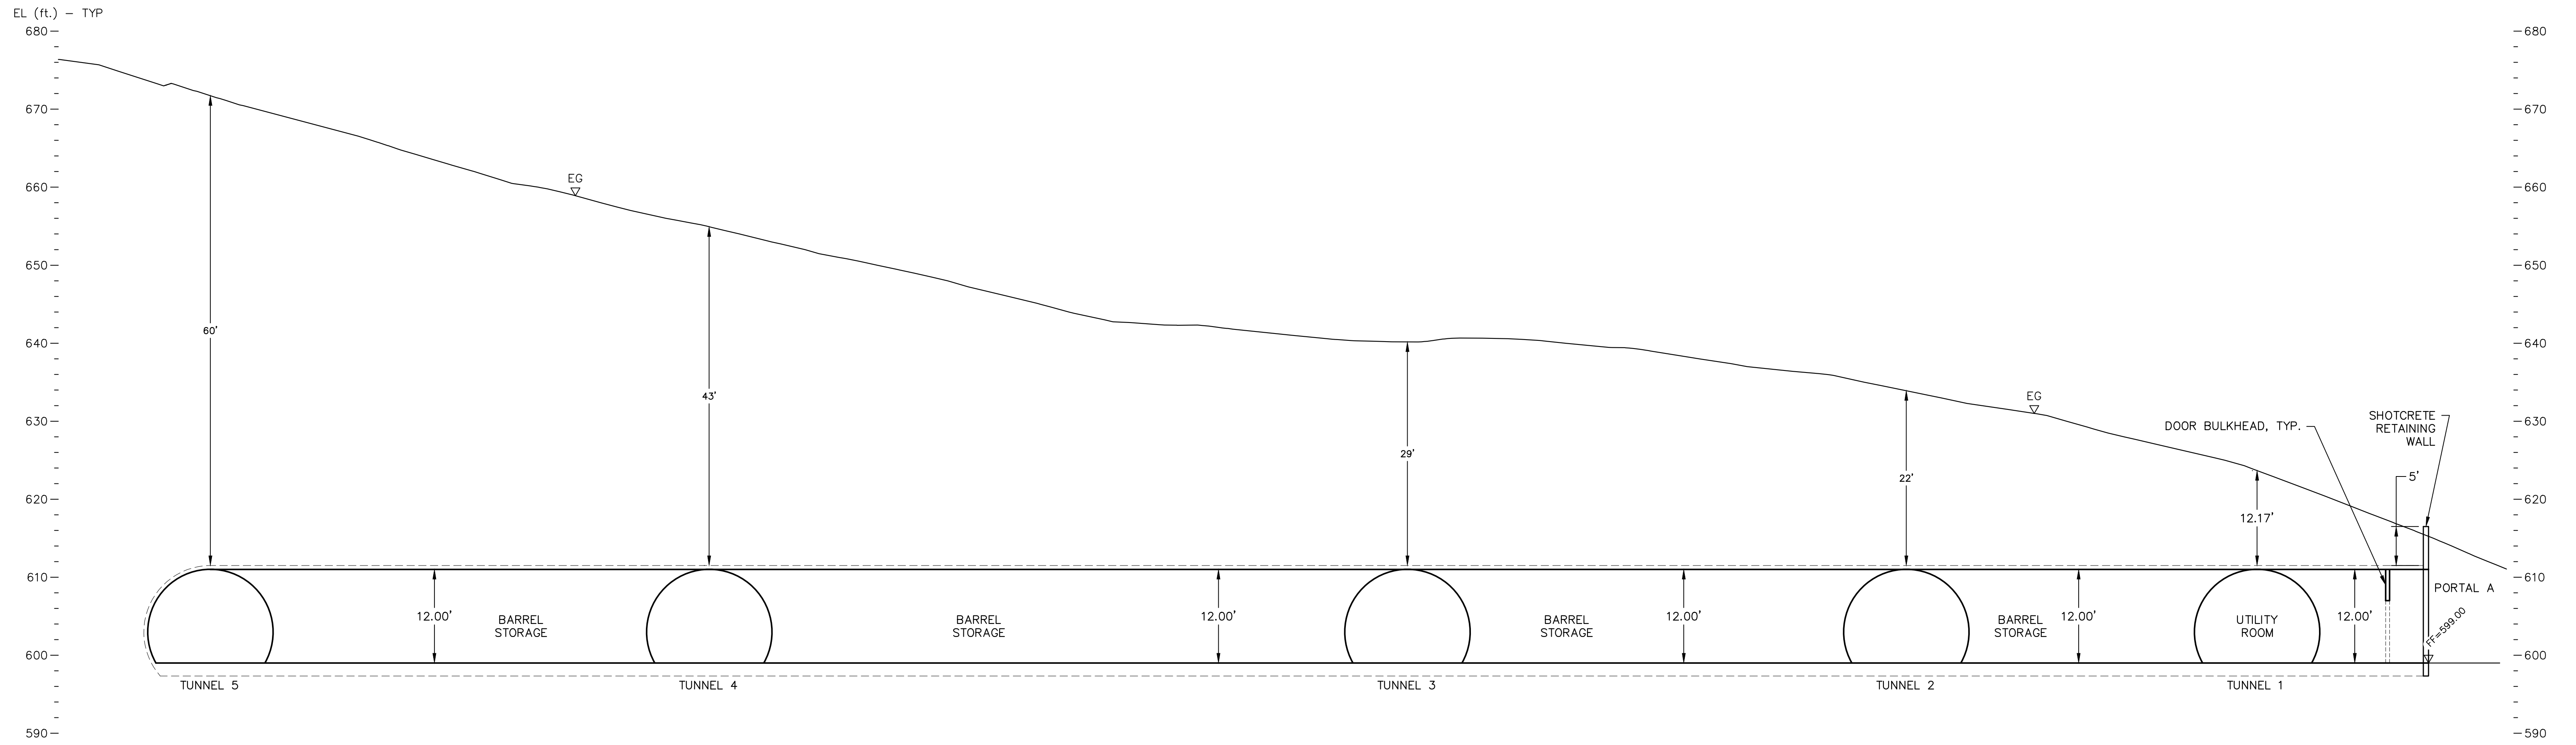 EL (ft.) – TYP
680
680
670
670
EG
660
660
650
650
60'
640
640
43'
EG
SHOTCRETE
RETAINING
WALL
630
DOOR BULKHEAD, TYP.
630
29'
22'
5'
620
620
12.17'
610
610
PORTAL A
12.00'
BARREL
STORAGE
BARREL
STORAGE
12.00'
BARREL
STORAGE
12.00'
BARREL
STORAGE
12.00'
UTILITY
ROOM
12.00'
FF=599.00
600
600
TUNNEL 5
TUNNEL 4
TUNNEL 3
TUNNEL 2
TUNNEL 1
590
590